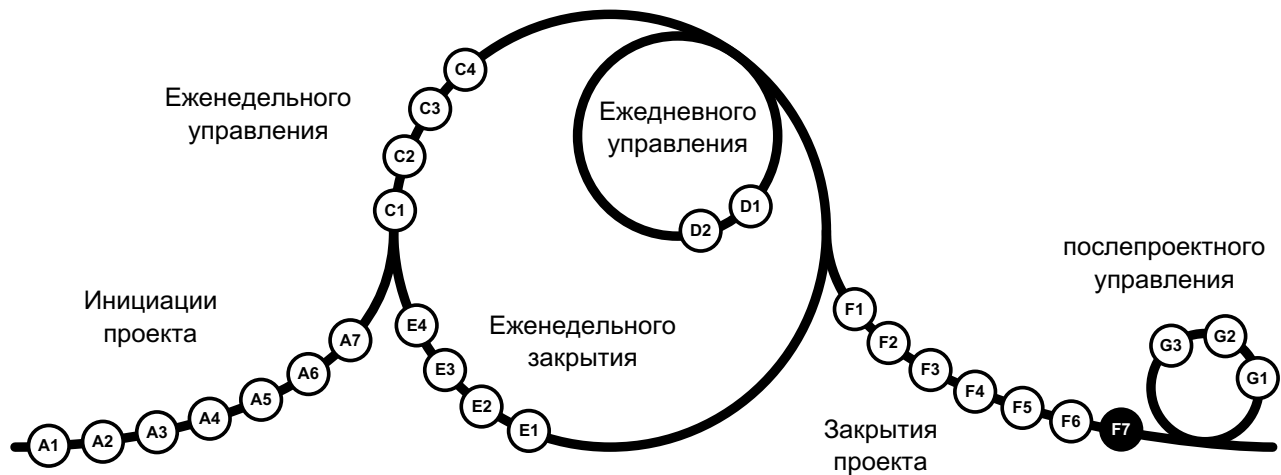 Еженедельного
управления
C4
C3
C2
C1
Ежедневного
управления
D1
D2
Инициации
проекта
A1
A2
A3
A4
A5
A6
A7
Еженедельного
закрытия
E4
E3
E2
E1
Закрытия
проекта
F1
F2
F3
F4
F5
F6
F7
послепроектного
управления
G3
G2
G1